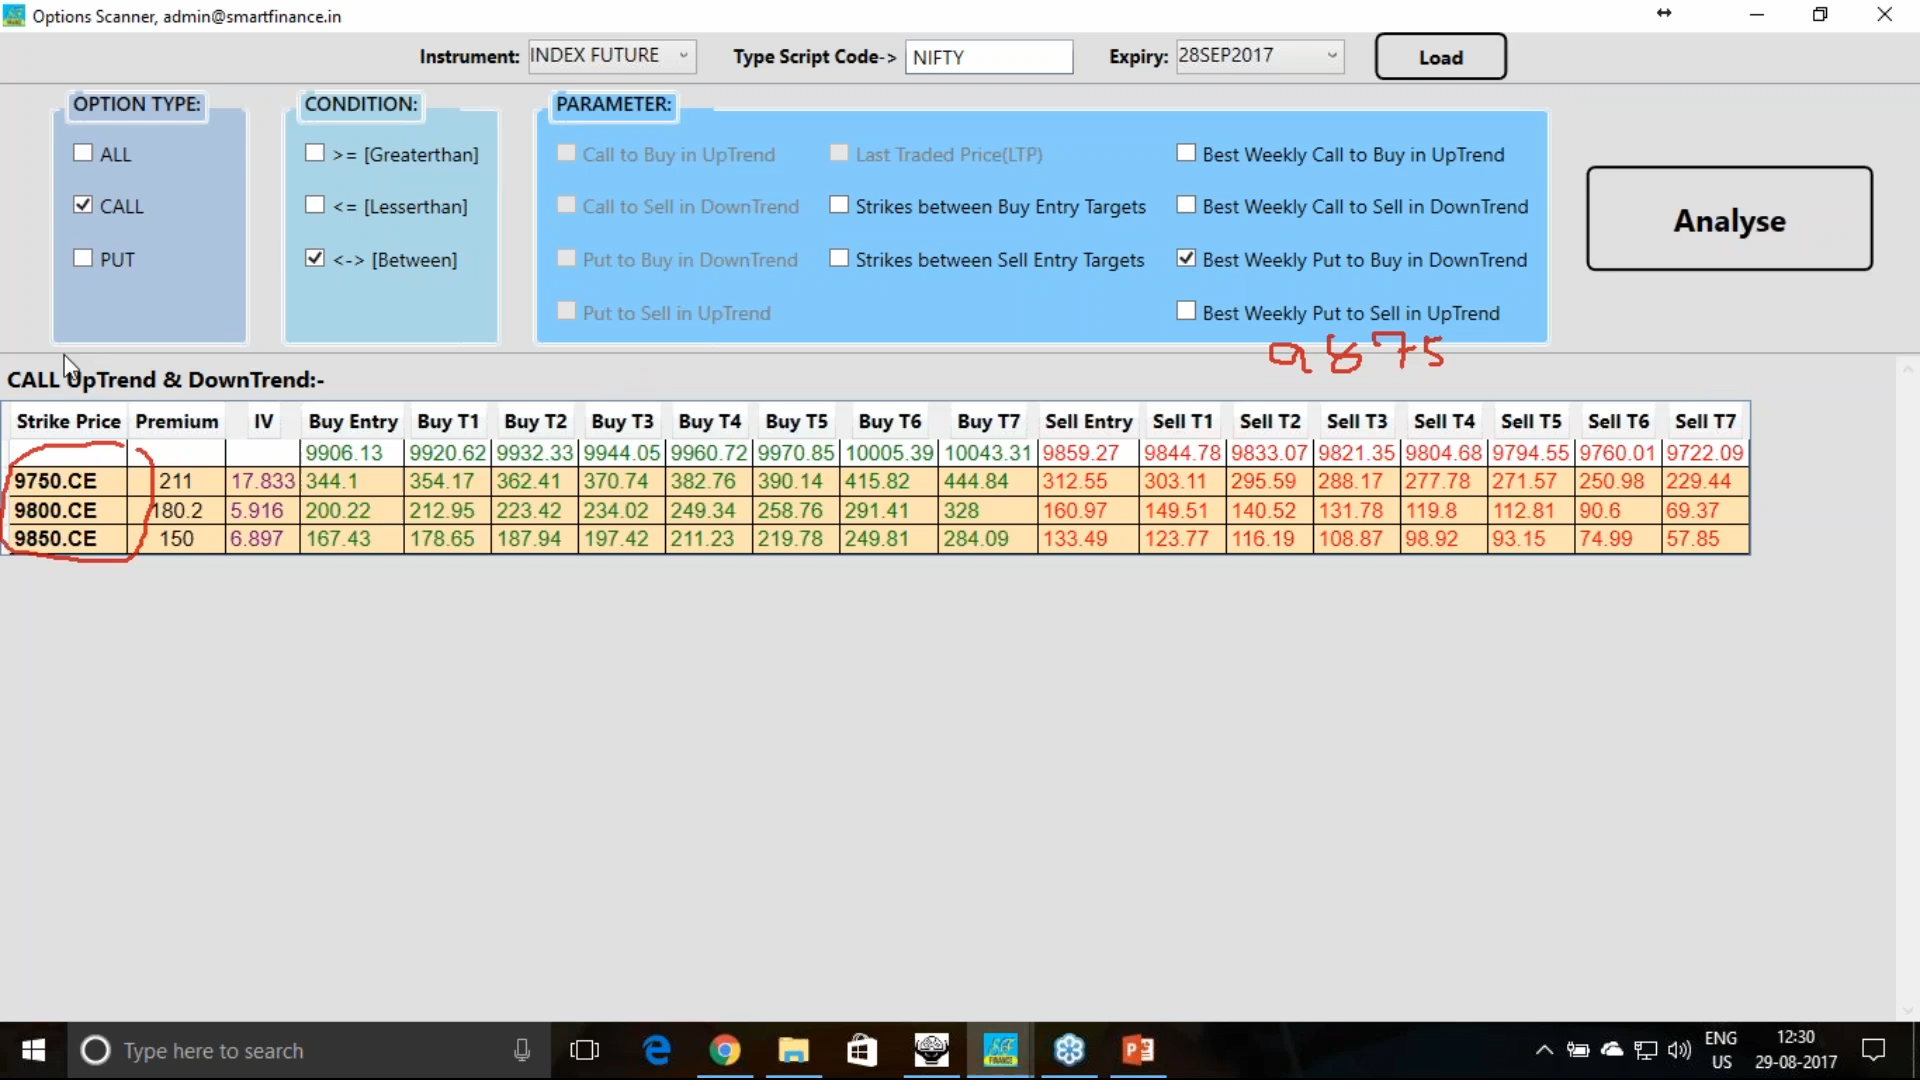 Options Scanner, admin@smartfinance.in
Instrument: INDEX FUTURE Type Script Code-> NIFTY Expiry: 28SEP2017 Load
OPTION TYPE: CONDITION: PARAMETER:
ALL >= [Greaterthan] Call to Buy in UpTrend Last Traded Price(LTP) Best Weekly Call to Buy in UpTrend
CALL <= [Lesserthan] Call to Sell in DownTrend Strikes between Buy Entry Targets Best Weekly Call to Sell in DownTrend Analyse
PUT <-> [Between] Put to Buy in DownTrend Strikes between Sell Entry Targets Best Weekly Put to Buy in DownTrend
Put to Sell in UpTrend Best Weekly Put to Sell in UpTrend
9875
CALL UpTrend & DownTrend:-
Strike Price Premium IV Buy Entry Buy T1 Buy T2 Buy T3 Buy T4 Buy T5 Buy T6 Buy T7 Sell Entry Sell T1 Sell T2 Sell T3 Sell T4 Sell T5 Sell T6 Sell T7
9906.13 9920.62 9932.33 9944.05 9960.72 9970.85 10005.39 10043.31 9859.27 9844.78 9833.07 9821.35 9804.68 9794.55 9760.01 9722.09
9750.CE 211 17.833 344.1 354.17 362.41 370.74 382.76 390.14 415.82 444.84 312.55 303.11 295.59 288.17 277.78 271.57 250.98 229.44
9800.CE 180.2 5.916 200.22 212.95 223.42 234.02 249.34 258.76 291.41 328 160.97 149.51 140.52 131.78 119.8 112.81 90.6 69.37
9850.CE 150 6.897 167.43 178.65 187.94 197.42 211.23 219.78 249.81 284.09 133.49 123.77 116.19 108.87 98.92 93.15 74.99 57.85
Type here to search ENG 12:30
US 29-08-2017